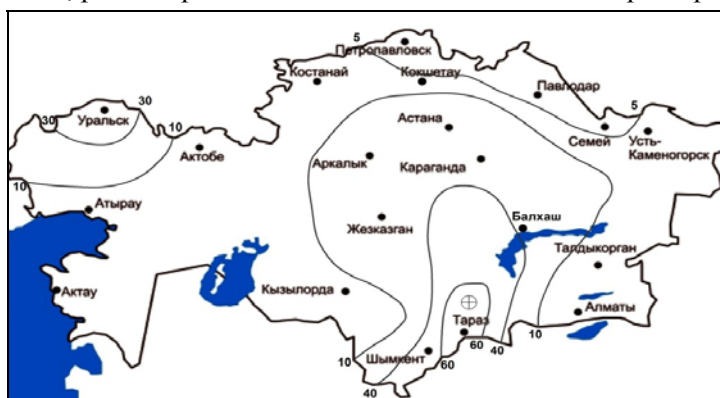 5
Петропавловск
Костанай
Кокшетау
Павлодар
5
30
30
Уральск
10
Актобе
Астана
Семей
Усть-
Каменогорск
Аркалык
Караганда
10
Атырау
Жезказган
Балхаш
Талдыкорган
Актау
Кызылорда
Тараз
Алматы
10
Шымкент
60
60
40
10
40